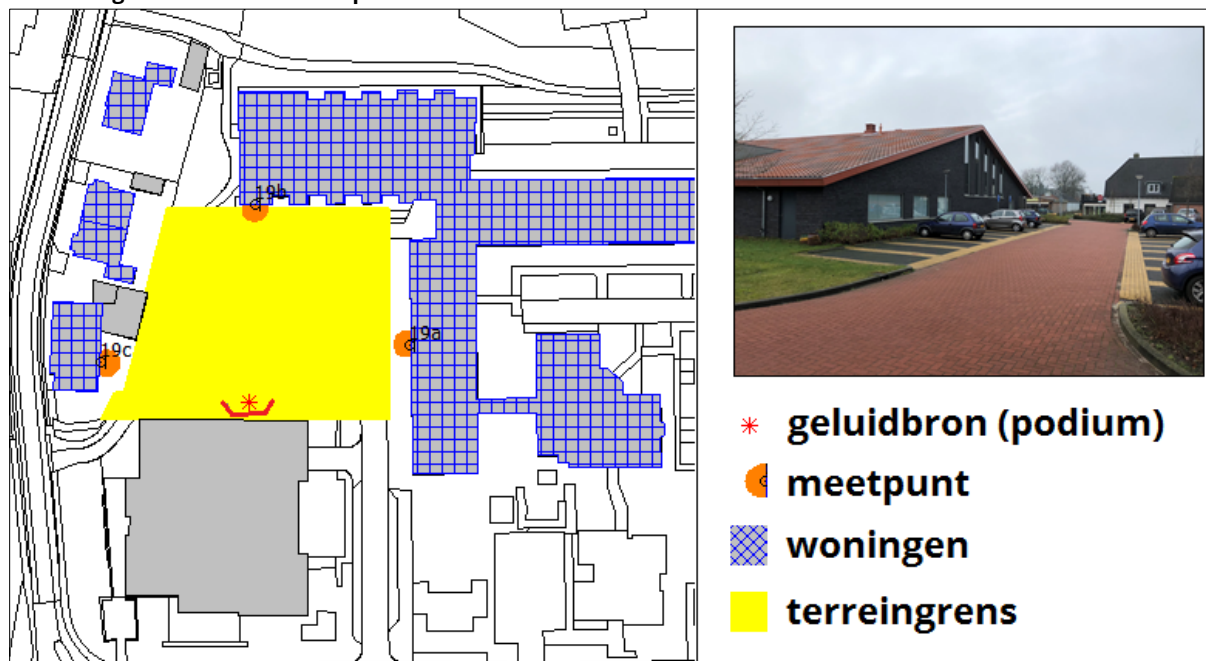 19b
19a
19c
geluidbron (podium)
meetpunt
woningen
terreingrens